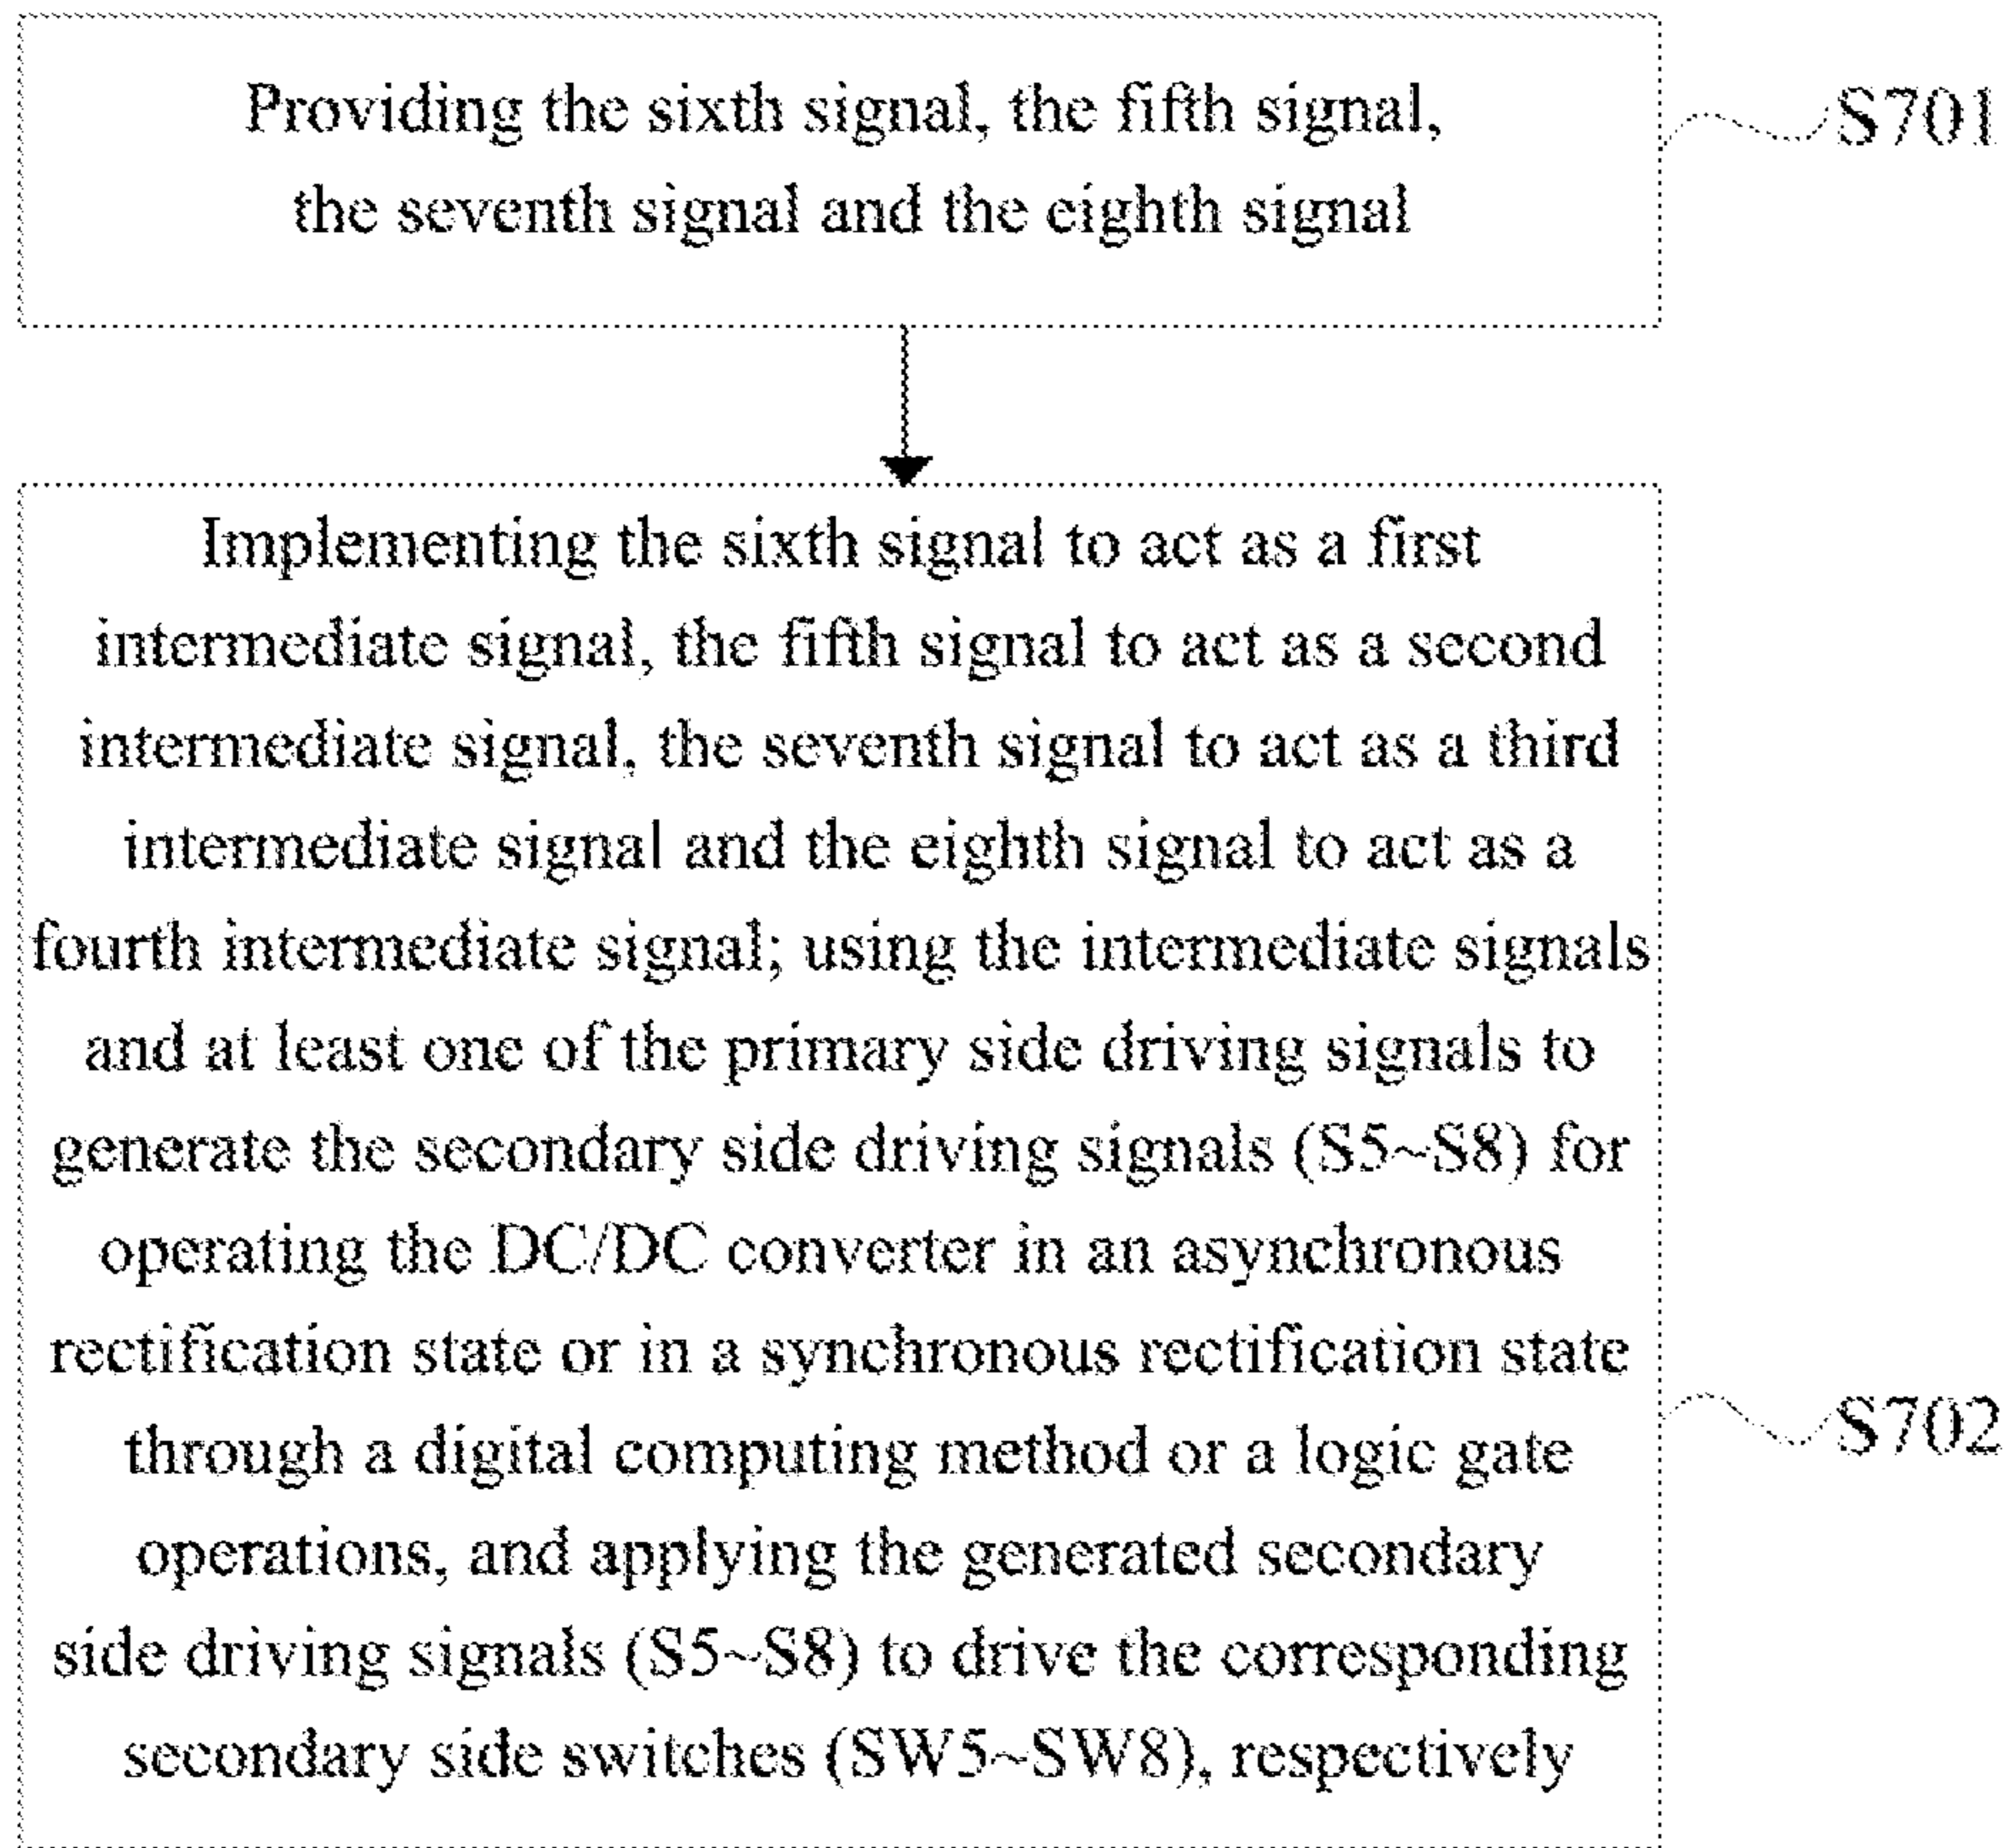 Providing the sixth signal, the fifth signal,
the seventh signal and the eighth signal
S701
Implementing the sixth signal to act as a first
intermediate signal, the fifth signal to act as a second
intermediate signal, the seventh signal to act as a third
intermediate signal and the eighth signal to act as a
fourth intermediate signal; using the intermediate signals
and at least one of the primary side driving signals to
generate the secondary side driving signals (S5~S8) for
operating the DC/DC converter in an asynchronous
rectification state or in a synchronous rectification state
through a digital computing method or a logic gate
operations, and applying the generated secondary
side driving signals (S5~S8) to drive the corresponding
secondary side switches (SW5~SW8), respectively
S702